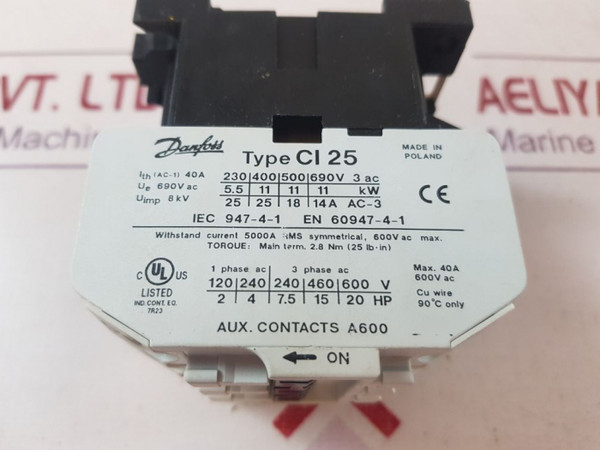 VT. LTD
AELIYA
Machin
Marine
Danfoss
Type CI 25
MADE IN
POLAND
Ith (AC-1) 40A
Ue 690V ac
Uimp 8 kV
230 400 500 690V 3 ac
5.5 11 11 11 kW
25 25 18 14A AC-3
CE
IEC 947-4-1 EN 60947-4-1
Withstand current 5000A RMS symmetrical, 600V ac max.
TORQUE: Main term. 2.8 Nm (25 lb-in)
C UL US
LISTED
IND. CONT. EQ.
7R23
1 phase ac 3 phase ac
120 240 240 460 600 V
2 4 7.5 15 20 HP
Max. 40A
600V ac
Cu wire
90°C only
AUX. CONTACTS A600
← ON